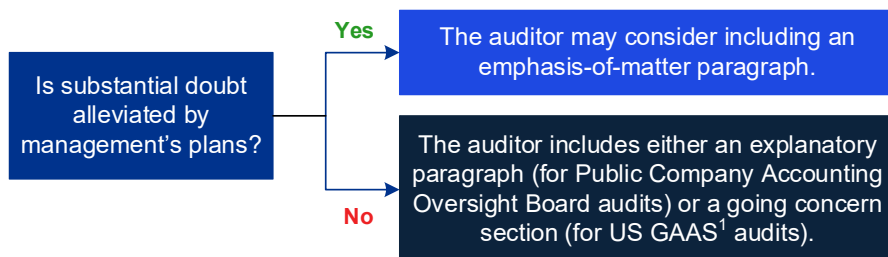 Is substantial doubt
alleviated by
management's plans?
Yes
The auditor may consider including an
emphasis-of-matter paragraph.
No
The auditor includes either an explanatory
paragraph (for Public Company Accounting
Oversight Board audits) or a going concern
section (for US GAAS¹ audits).